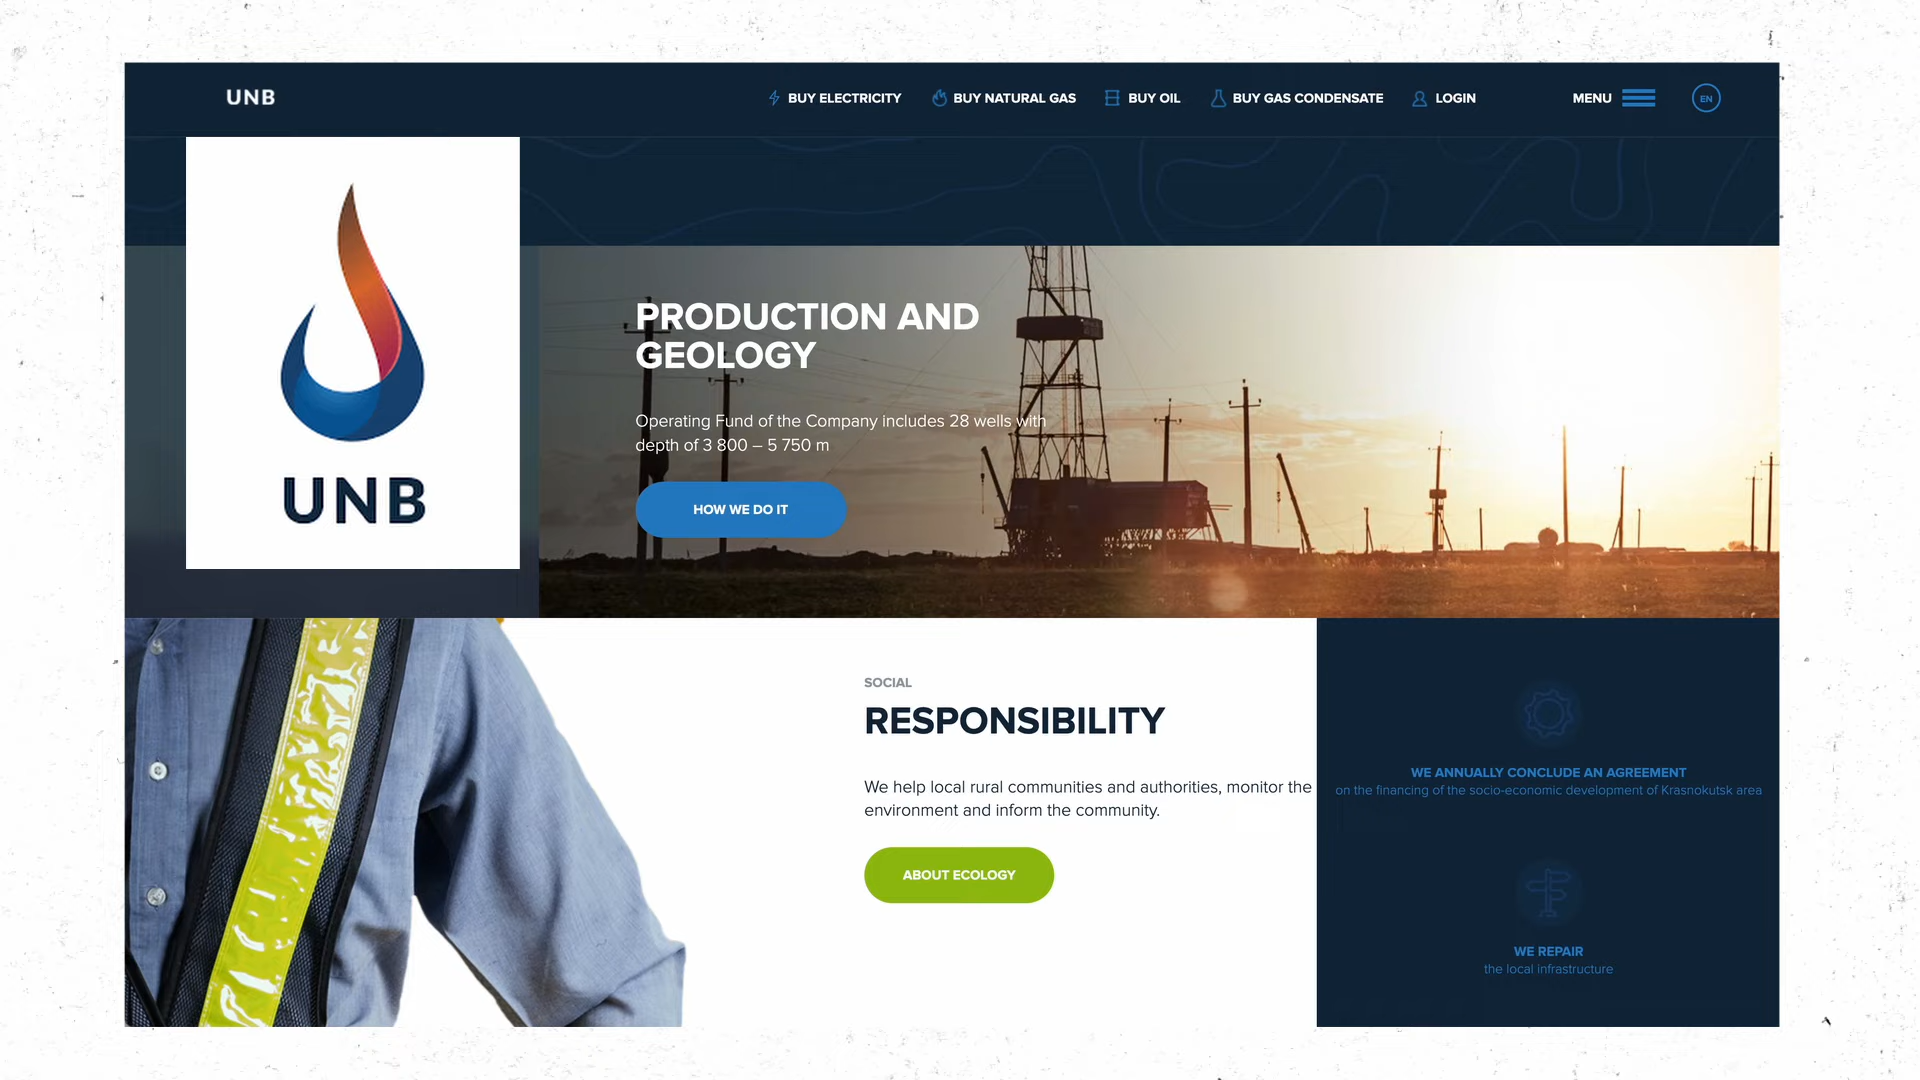 UNB
BUY ELECTRICITY
BUY NATURAL GAS
BUY OIL
BUY GAS CONDENSATE
LOGIN
MENU
EN
UNB
PRODUCTION AND
GEOLOGY
Operating Fund of the Company includes 28 wells with
depth of 3 800 – 5 750 m
HOW WE DO IT
SOCIAL
RESPONSIBILITY
We help local rural communities and authorities, monitor the
environment and inform the community.
ABOUT ECOLOGY
WE ANNUALLY CONCLUDE AN AGREEMENT
on the financing of the socio-economic development of Krasnokutsk area
WE REPAIR
the local infrastructure